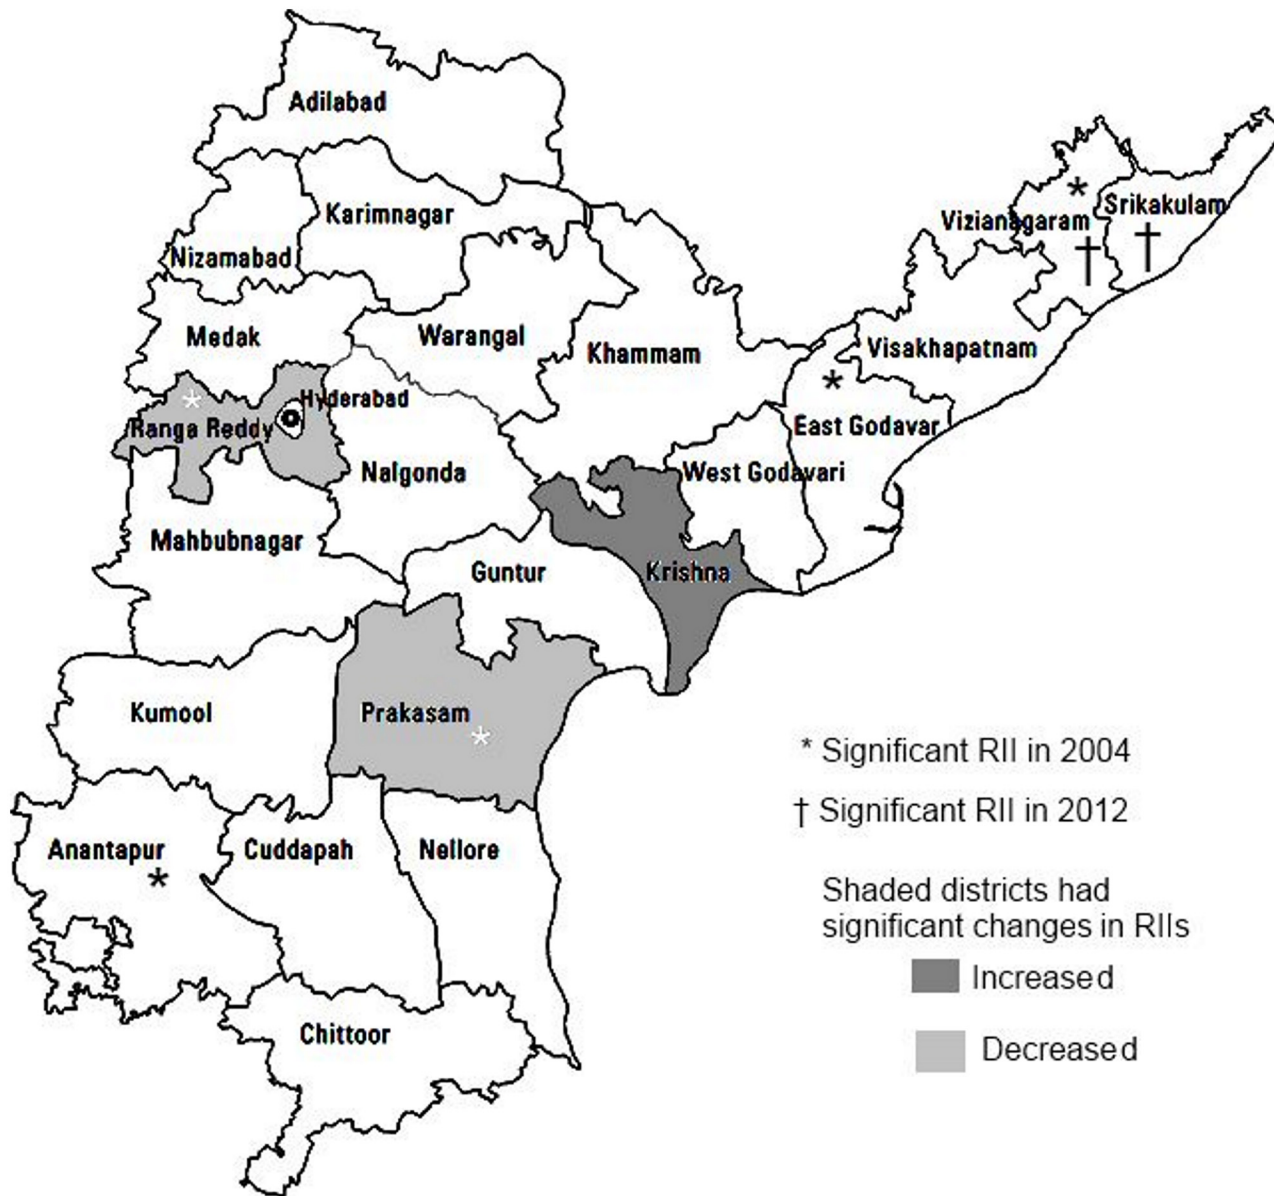 Adilabad
Karimnagar
Nizamabad
Vizianagaram
*
Srikakulam
†
†
Medak
Warangal
Khammam
Visakhapatnam
*
Hyderabad
*
Ranga Reddy
East Godavar
Nalgonda
West Godavari
Mahbubnagar
Guntur
Krishna
Kumool
Prakasam
*
* Significant RII in 2004
† Significant RII in 2012
Anantapur
*
Cuddapah
Nellore
Shaded districts had
significant changes in RIIs
Increased
Chittoor
Decreased